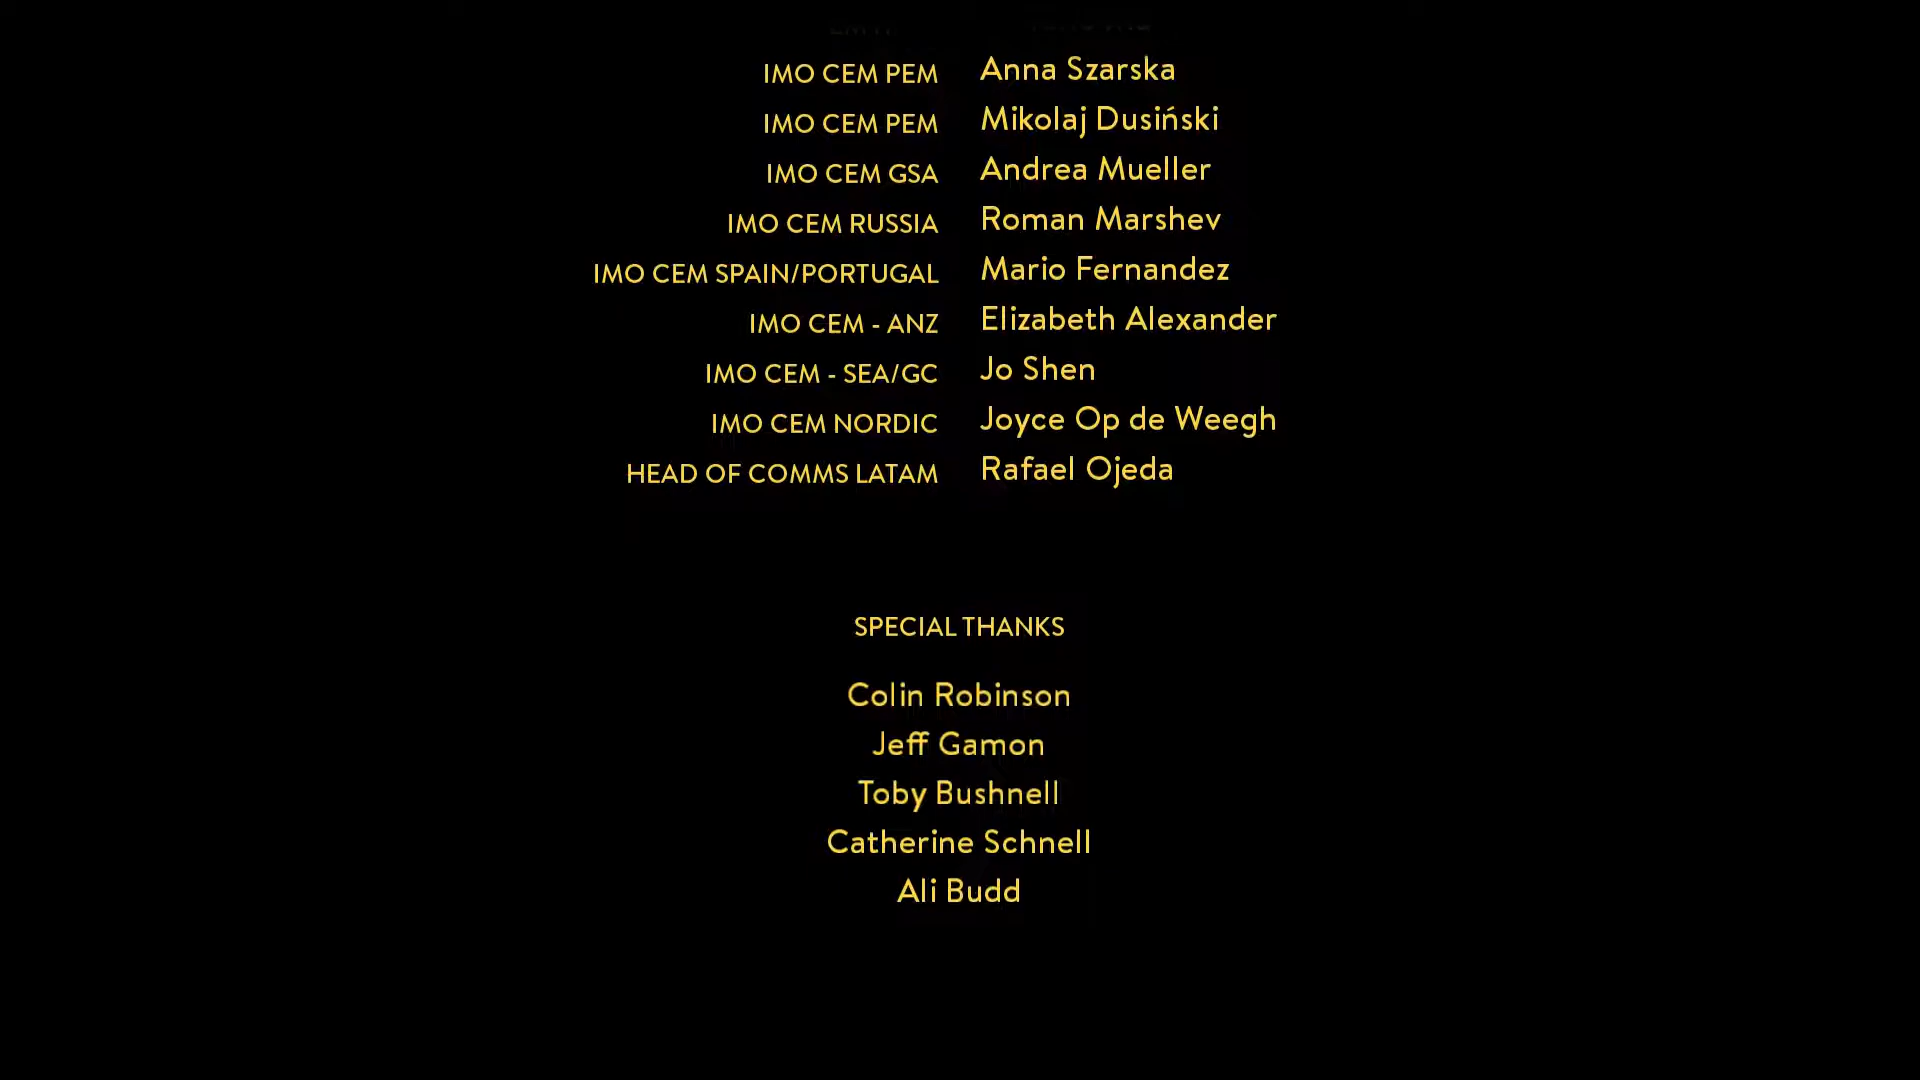 IMO CEM PEM Anna Szarska
IMO CEM PEM Mikolaj Dusiński
IMO CEM GSA Andrea Mueller
IMO CEM RUSSIA Roman Marshev
IMO CEM SPAIN/PORTUGAL Mario Fernandez
IMO CEM - ANZ Elizabeth Alexander
IMO CEM - SEA/GC Jo Shen
IMO CEM NORDIC Joyce Op de Weegh
HEAD OF COMMS LATAM Rafael Ojeda
SPECIAL THANKS
Colin Robinson
Jeff Gamon
Toby Bushnell
Catherine Schnell
Ali Budd